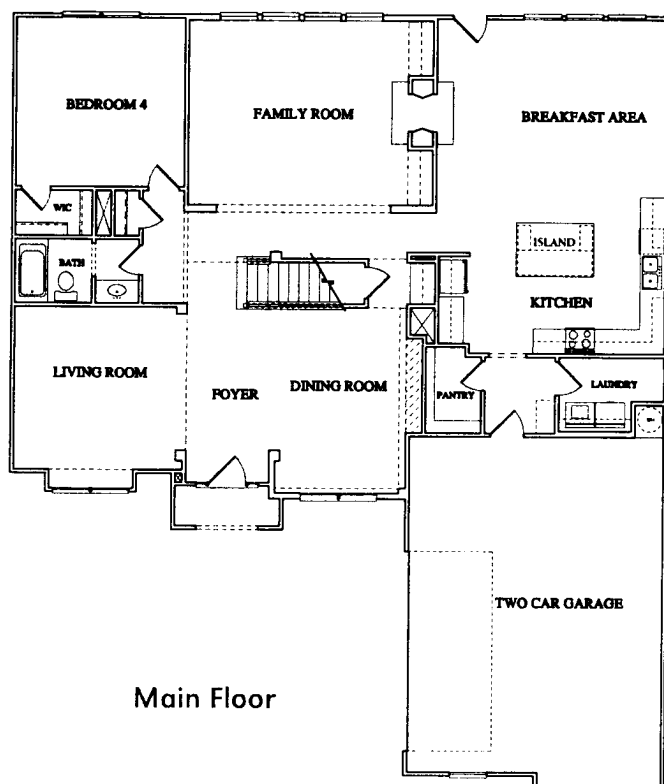 BEDROOM 4
FAMILY ROOM
BREAKFAST AREA
WIC
ISLAND
BATH
KITCHEN
LIVING ROOM
FOYER
DINING ROOM
PANTRY
LAUNDRY
TWO CAR GARAGE
Main Floor